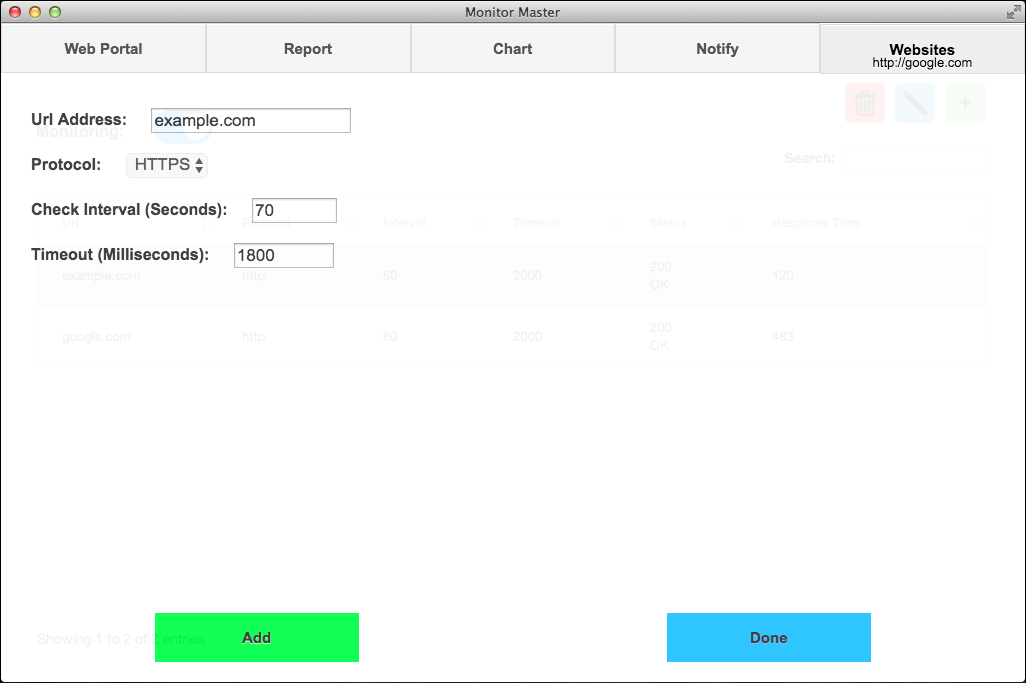 Monitor Master
Web Portal Report Chart Notify Websites
http://google.com
Url Address: example.com
Monitoring:
Protocol: HTTPS
Search:
Check Interval (Seconds): 70
Url Protocol Interval Timeout Status Response Time
Timeout (Milliseconds): 1800
example.com http 80 2000 200 OK 120
google.com http 60 2000 200 OK 483
Showing 1 to 2 of 2 entries
Add Done